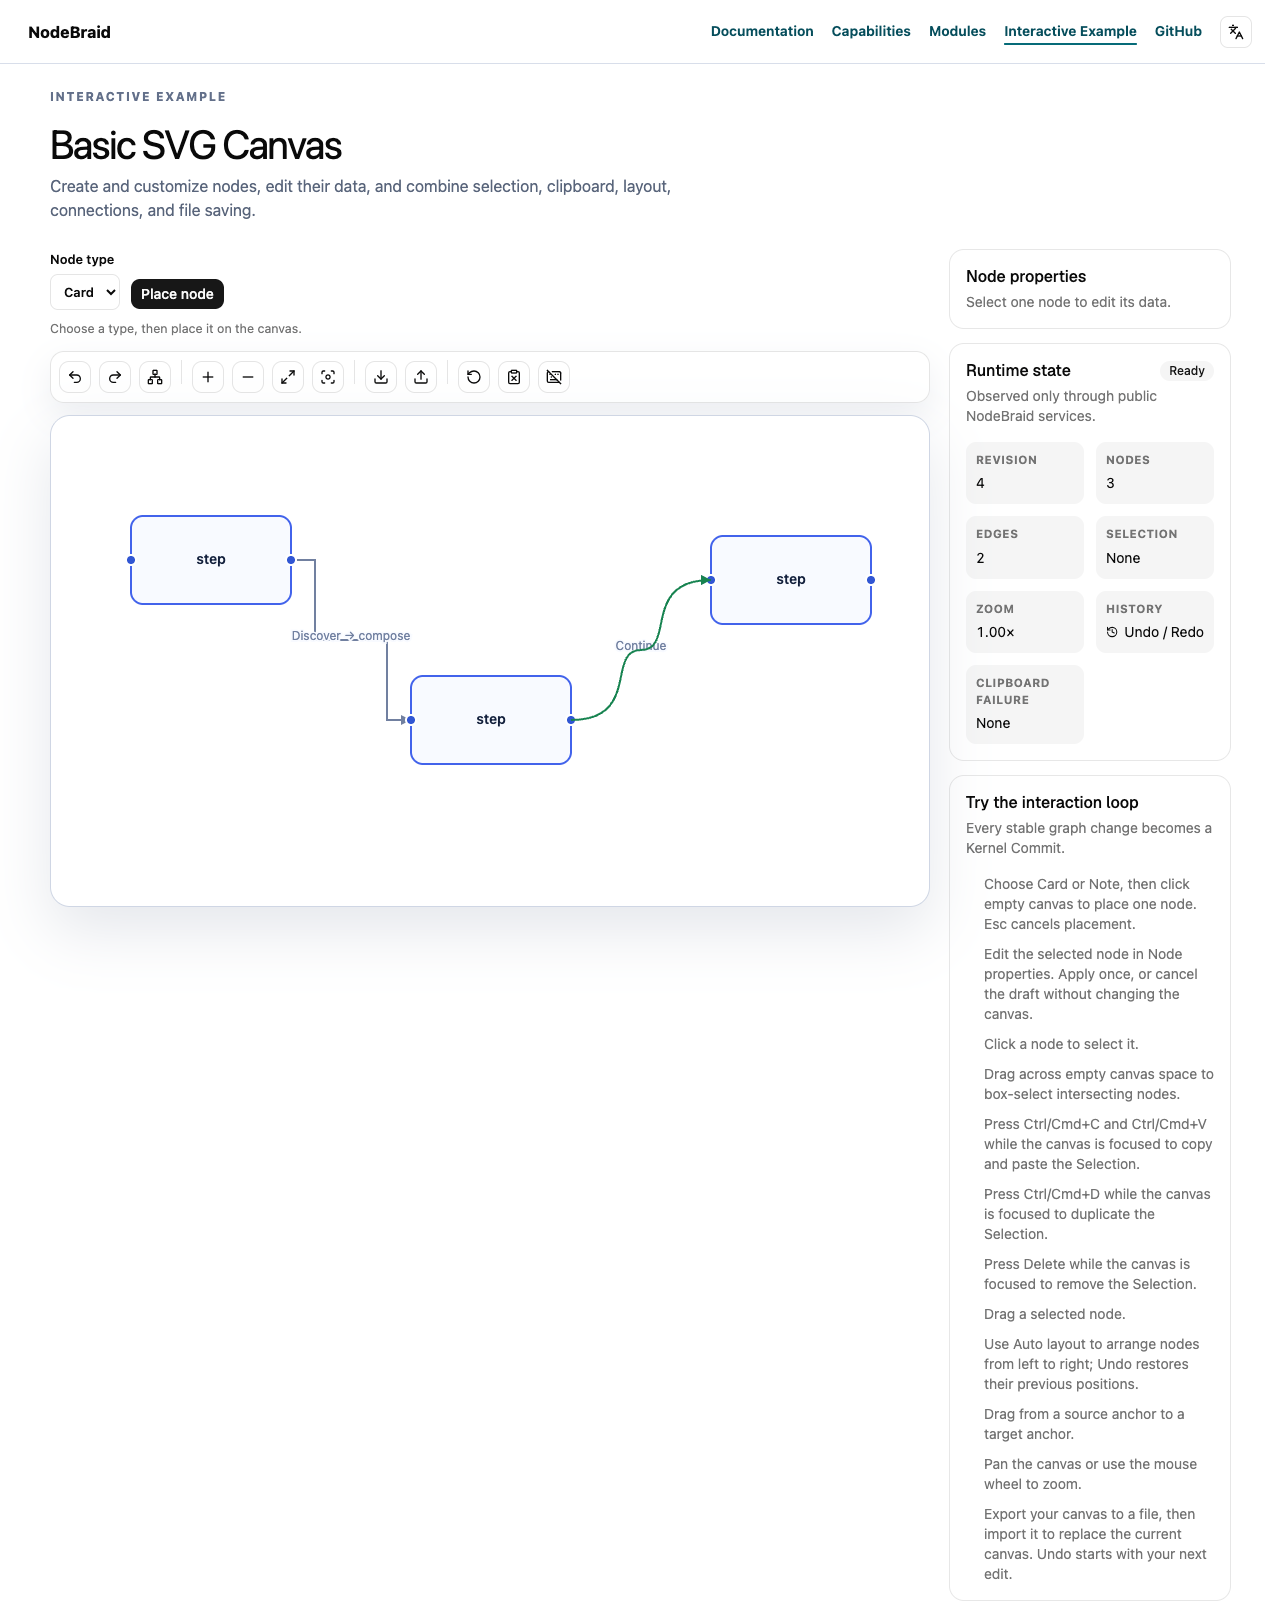 NodeBraid
Documentation
Capabilities
Modules
Interactive Example
GitHub
INTERACTIVE EXAMPLE
Basic SVG Canvas
Create and customize nodes, edit their data, and combine selection, clipboard, layout,
connections, and file saving.
Node type
Card
Place node
Choose a type, then place it on the canvas.
step
Discover → compose
step
Continue
step
Node properties
Select one node to edit its data.
Runtime state
Ready
Observed only through public
NodeBraid services.
REVISION
4
NODES
3
EDGES
2
SELECTION
None
ZOOM
1.00×
HISTORY
Undo / Redo
CLIPBOARD
FAILURE
None
Try the interaction loop
Every stable graph change becomes a
Kernel Commit.
Choose Card or Note, then click
empty canvas to place one node.
Esc cancels placement.
Edit the selected node in Node
properties. Apply once, or cancel
the draft without changing the
canvas.
Click a node to select it.
Drag across empty canvas space to
box-select intersecting nodes.
Press Ctrl/Cmd+C and Ctrl/Cmd+V
while the canvas is focused to copy
and paste the Selection.
Press Ctrl/Cmd+D while the canvas
is focused to duplicate the
Selection.
Press Delete while the canvas is
focused to remove the Selection.
Drag a selected node.
Use Auto layout to arrange nodes
from left to right; Undo restores
their previous positions.
Drag from a source anchor to a
target anchor.
Pan the canvas or use the mouse
wheel to zoom.
Export your canvas to a file, then
import it to replace the current
canvas. Undo starts with your next
edit.